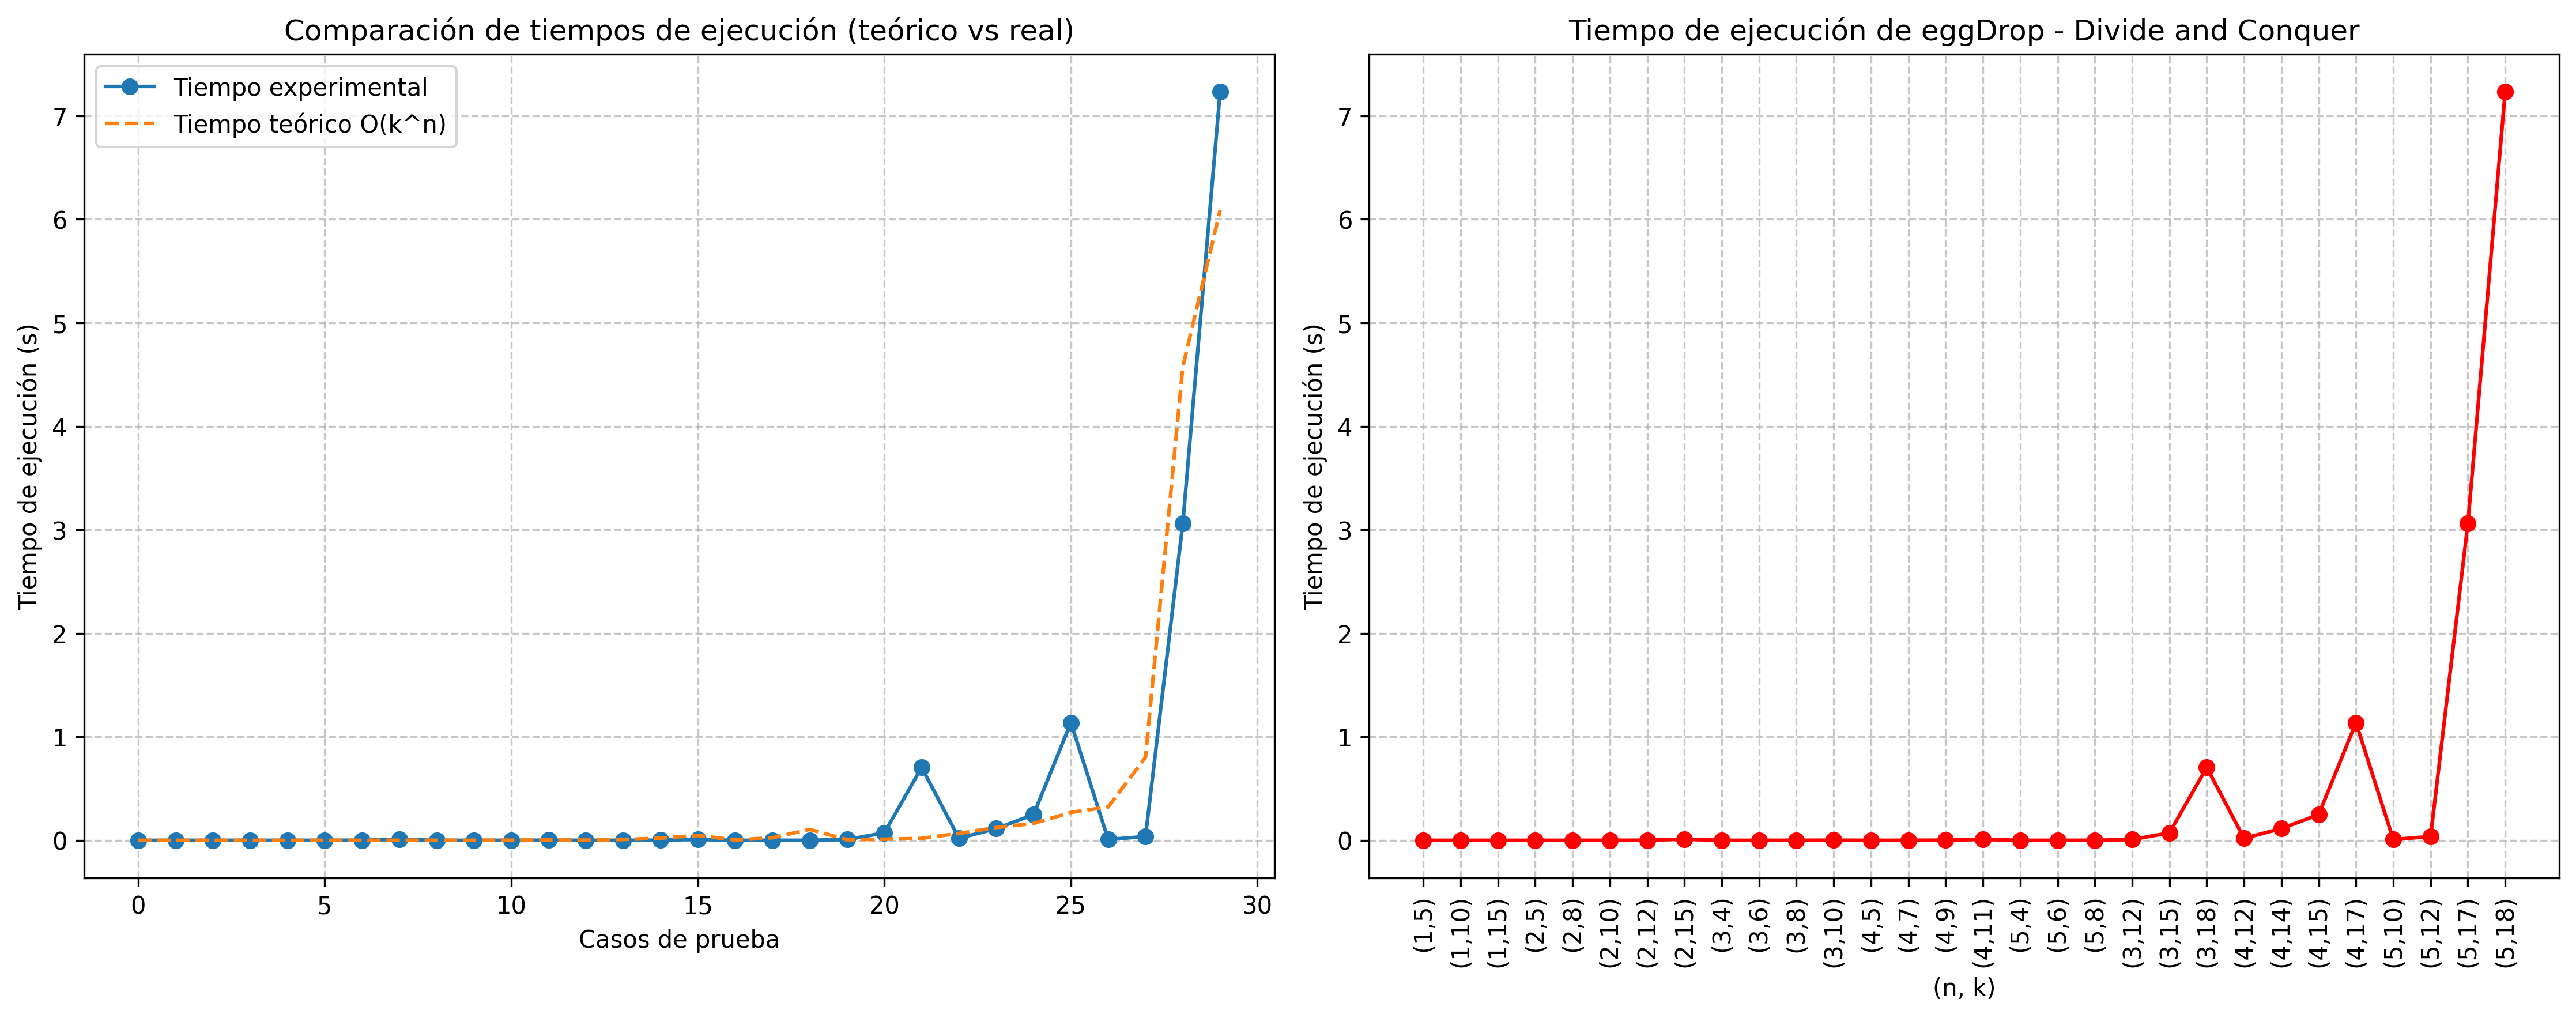 Comparación de tiempos de ejecución (teórico vs real)
Tiempo experimental
Tiempo teórico O(k^n)
Tiempo de ejecución (s)
7
6
5
4
3
2
1
0
0 5 10 15 20 25 30
Casos de prueba
Tiempo de ejecución de eggDrop - Divide and Conquer
Tiempo de ejecución (s)
7
6
5
4
3
2
1
0
(1,5) (1,10) (1,15) (2,5) (2,8) (2,10) (2,12) (2,15) (3,4) (3,6) (3,8) (3,10) (4,5) (4,7) (4,9) (4,11) (5,4) (5,6) (5,8) (3,12) (3,15) (3,18) (4,12) (4,14) (4,15) (4,17) (5,10) (5,12) (5,17) (5,18)
(n, k)